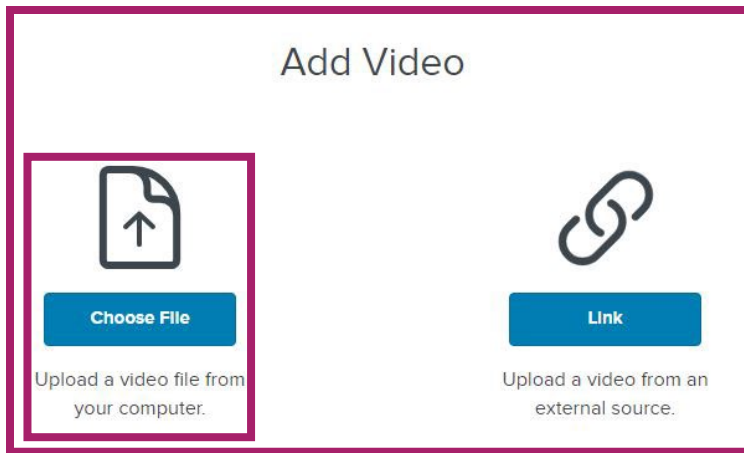 Add Video
Choose File
Upload a video file from
your computer.
Link
Upload a video from an
external source.